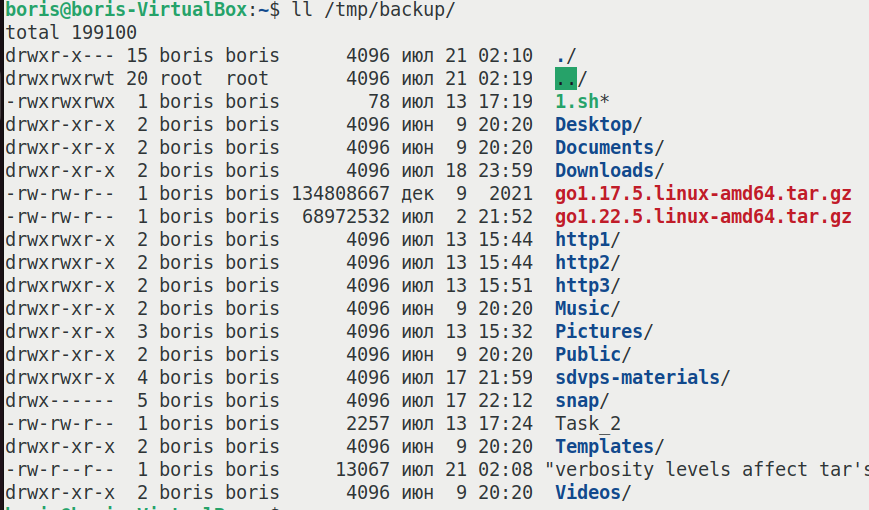 boris@boris-VirtualBox:~$ ll /tmp/backup/
total 199100
drwxr-x--- 15 boris boris      4096 июл 21 02:10  ./
drwxrwxrwt 20 root  root       4096 июл 21 02:19  ../
-rwxrwxrwx  1 boris boris        78 июл 13 17:19  1.sh*
drwxr-xr-x  2 boris boris      4096 июн  9 20:20  Desktop/
drwxr-xr-x  2 boris boris      4096 июн  9 20:20  Documents/
drwxr-xr-x  2 boris boris      4096 июл 18 23:59  Downloads/
-rw-rw-r--  1 boris boris 134808667 дек  9  2021  go1.17.5.linux-amd64.tar.gz
-rw-rw-r--  1 boris boris  68972532 июл  2 21:52  go1.22.5.linux-amd64.tar.gz
drwxrwxr-x  2 boris boris      4096 июл 13 15:44  http1/
drwxrwxr-x  2 boris boris      4096 июл 13 15:44  http2/
drwxrwxr-x  2 boris boris      4096 июл 13 15:51  http3/
drwxr-xr-x  2 boris boris      4096 июн  9 20:20  Music/
drwxr-xr-x  3 boris boris      4096 июл 13 15:32  Pictures/
drwxr-xr-x  2 boris boris      4096 июн  9 20:20  Public/
drwxrwxr-x  4 boris boris      4096 июл 17 21:59  sdvps-materials/
drwx------  5 boris boris      4096 июл 17 22:12  snap/
-rw-rw-r--  1 boris boris      2257 июл 13 17:24  Task_2
drwxr-xr-x  2 boris boris      4096 июн  9 20:20  Templates/
-rw-r--r--  1 boris boris     13067 июл 21 02:08 "verbosity levels affect tar's
drwxr-xr-x  2 boris boris      4096 июн  9 20:20  Videos/